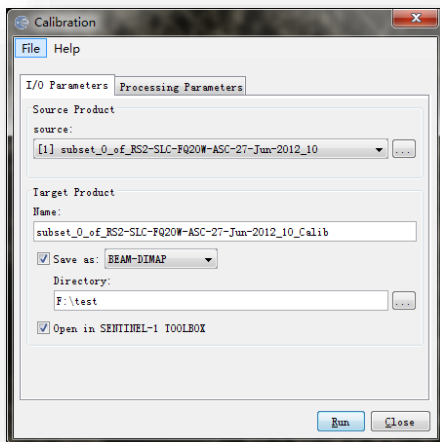 Calibration
File Help
I/O Parameters Processing Parameters
Source Product
source:
[1] subset_0_of_RS2-SLC-FQ20W-ASC-27-Jun-2012_10
...
Target Product
Name:
subset_0_of_RS2-SLC-FQ20W-ASC-27-Jun-2012_10_Calib
Save as: BEAM-DIMAP
Directory:
F:\test
...
Open in SENTINEL-1 TOOLBOX
Run Close